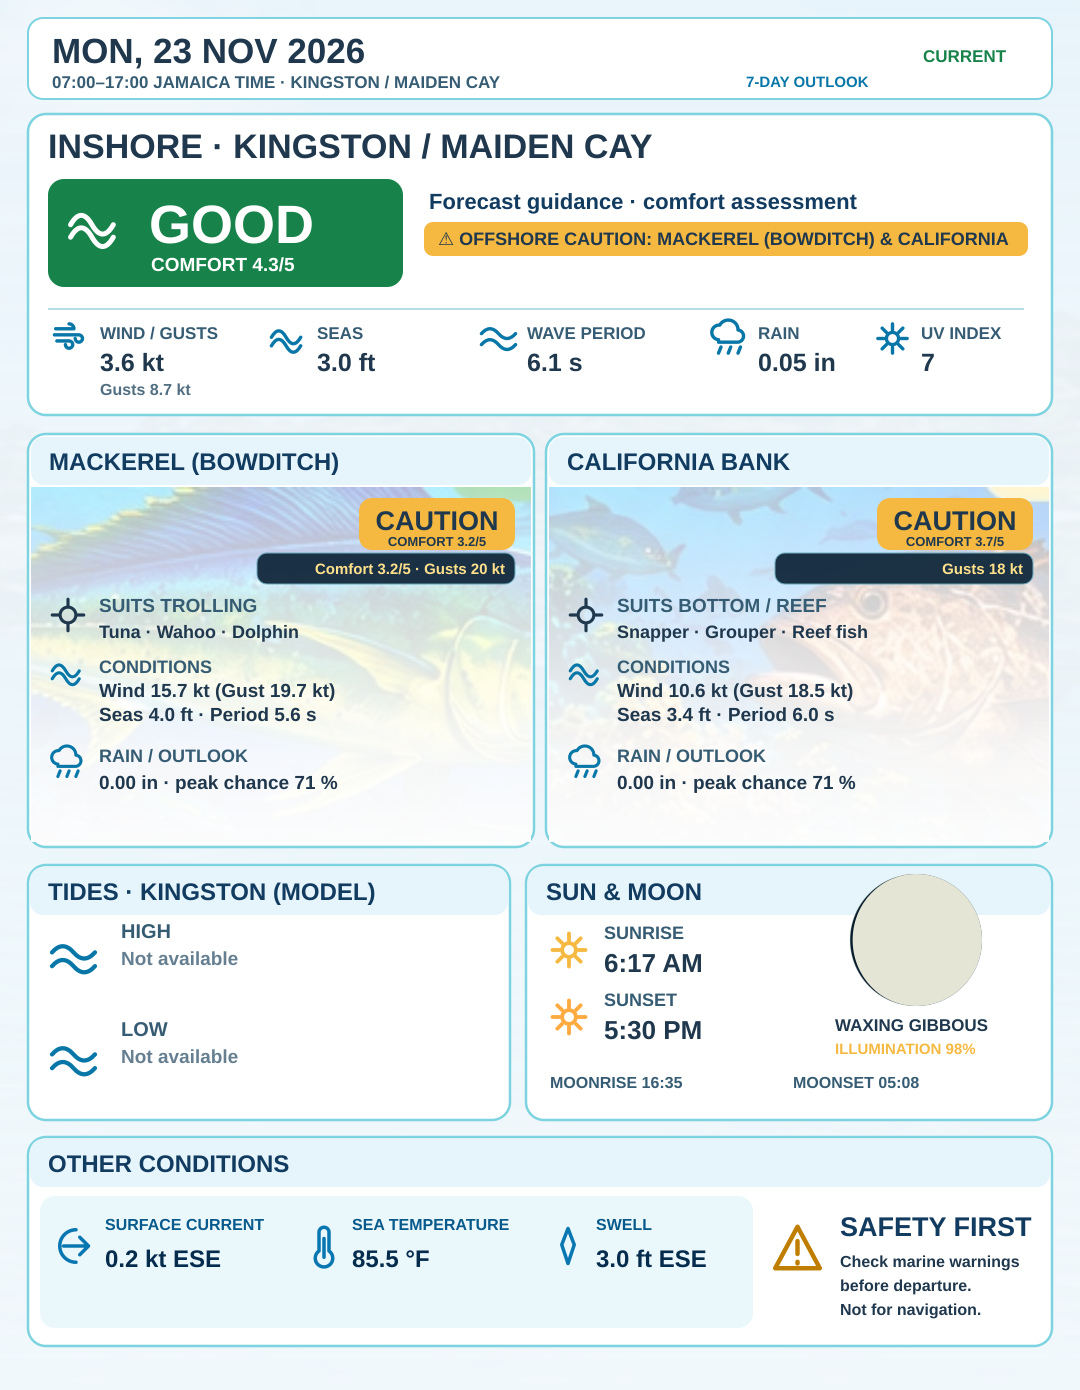 MON, 23 NOV 2026
07:00–17:00 JAMAICA TIME · KINGSTON / MAIDEN CAY
CURRENT
7-DAY OUTLOOK
INSHORE · KINGSTON / MAIDEN CAY
GOOD
COMFORT 4.3/5
Forecast guidance · comfort assessment
⚠ OFFSHORE CAUTION: MACKEREL (BOWDITCH) & CALIFORNIA
WIND / GUSTS
3.6 kt
Gusts 8.7 kt
SEAS
3.0 ft
WAVE PERIOD
6.1 s
RAIN
0.05 in
UV INDEX
7
MACKEREL (BOWDITCH)
CAUTION
COMFORT 3.2/5
Comfort 3.2/5 · Gusts 20 kt
SUITS TROLLING
Tuna · Wahoo · Dolphin
CONDITIONS
Wind 15.7 kt (Gust 19.7 kt)
Seas 4.0 ft · Period 5.6 s
RAIN / OUTLOOK
0.00 in · peak chance 71 %
CALIFORNIA BANK
CAUTION
COMFORT 3.7/5
Gusts 18 kt
SUITS BOTTOM / REEF
Snapper · Grouper · Reef fish
CONDITIONS
Wind 10.6 kt (Gust 18.5 kt)
Seas 3.4 ft · Period 6.0 s
RAIN / OUTLOOK
0.00 in · peak chance 71 %
TIDES · KINGSTON (MODEL)
HIGH
Not available
LOW
Not available
SUN & MOON
SUNRISE
6:17 AM
SUNSET
5:30 PM
WAXING GIBBOUS
ILLUMINATION 98%
MOONRISE 16:35
MOONSET 05:08
OTHER CONDITIONS
SURFACE CURRENT
0.2 kt ESE
SEA TEMPERATURE
85.5 °F
SWELL
3.0 ft ESE
SAFETY FIRST
Check marine warnings
before departure.
Not for navigation.